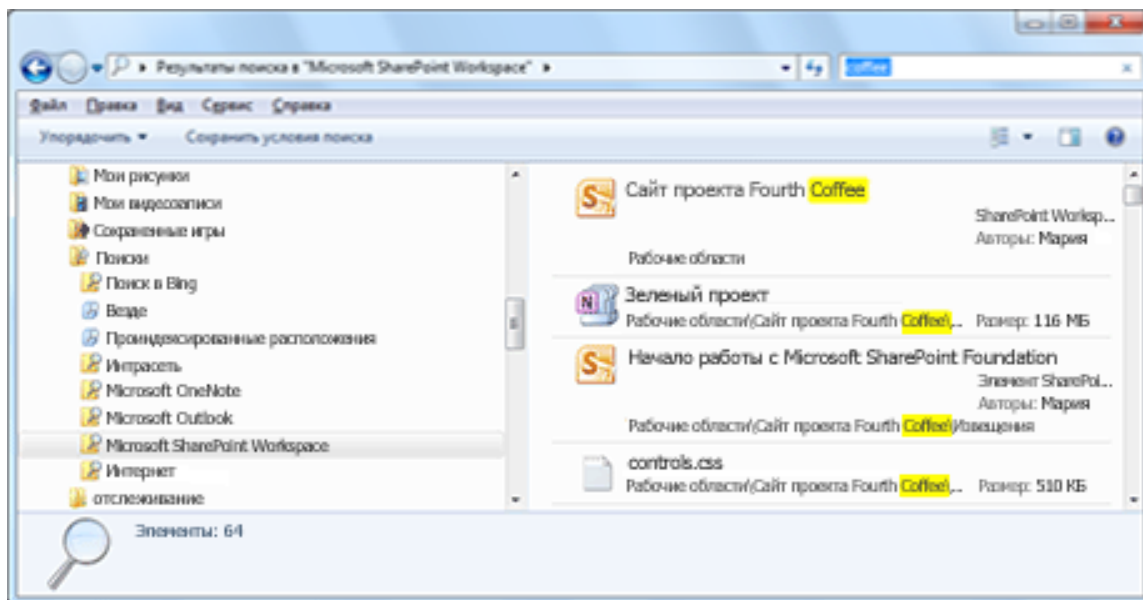 Результаты поиска в "Microsoft SharePoint Workspace"
coffee
Файл Правка Вид Сервис Справка
Упорядочить Сохранить условия поиска
Мои рисунки
Мои видеозаписи
Сохраненные игры
Поиски
Поиск в Bing
Везде
Проиндексированные расположения
Интрасеть
Microsoft OneNote
Microsoft Outlook
Microsoft SharePoint Workspace
Интернет
отслеживание
Сайт проекта Fourth Coffee
SharePoint Worksp...
Авторы: Мария
Рабочие области
Зеленый проект
Рабочие области\Сайт проекта Fourth Coffee\... Размер: 116 МБ
Начало работы с Microsoft SharePoint Foundation
Элемент SharePoi...
Авторы: Мария
Рабочие области\Сайт проекта Fourth Coffee\Извещения
controls.css
Рабочие области\Сайт проекта Fourth Coffee\... Размер: 510 КБ
Элементы: 64